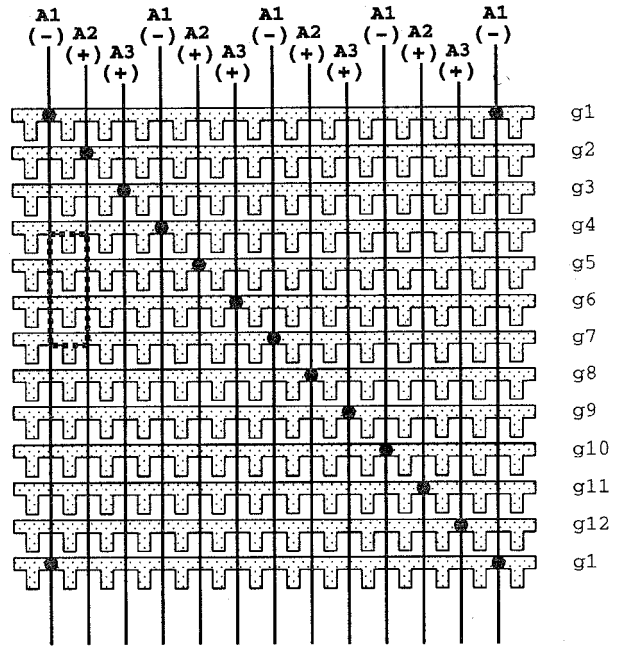 A1 A1 A1 A1 A1
(-) A2 (-) A2 (-) A2 (-) A2 (-)
(+) A3 (+) A3 (+) A3 (+) A3
(+) (+) (+) (+)
g1
g2
g3
g4
g5
g6
g7
g8
g9
g10
g11
g12
g1